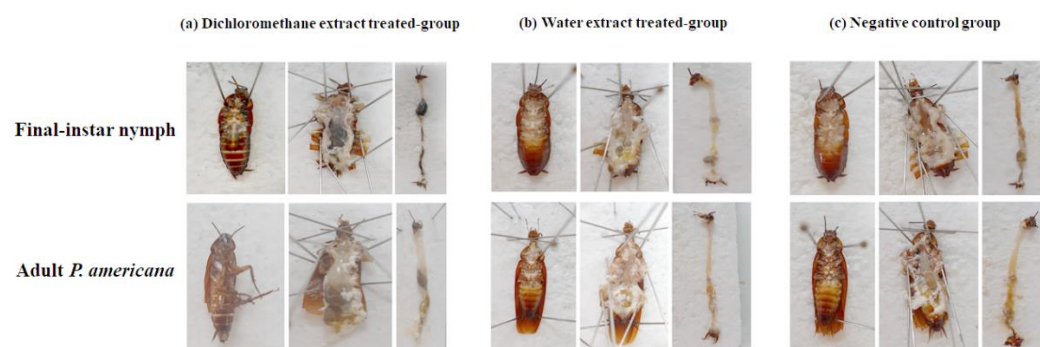 (a) Dichloromethane extract treated-group
(b) Water extract treated-group
(c) Negative control group
Final-instar nymph
Adult P. americana